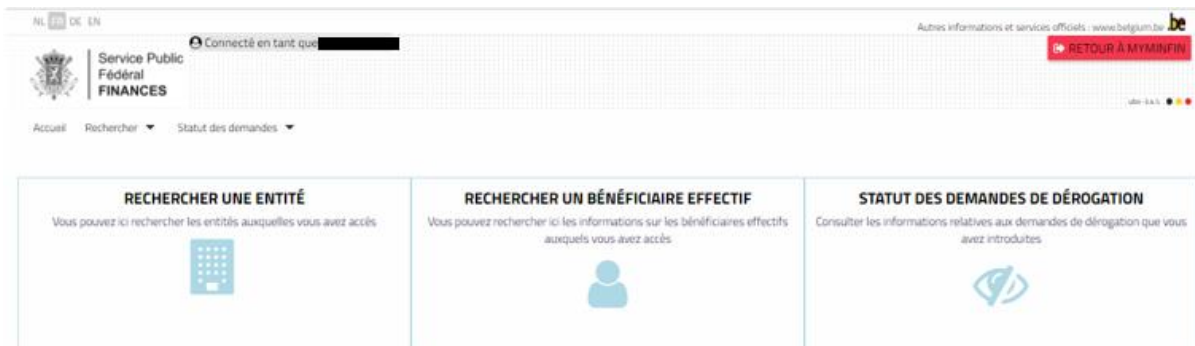 NL FR DE EN
Autres informations et services officiels : www.belgium.be .be
Connecté en tant que
RETOUR À MYMINFIN
Service Public
Fédéral
FINANCES
Accueil Rechercher Statut des demandes
RECHERCHER UNE ENTITÉ
Vous pouvez ici rechercher les entités auxquelles vous avez accès
RECHERCHER UN BÉNÉFICIAIRE EFFECTIF
Vous pouvez rechercher ici les informations sur les bénéficiaires effectifs
auxquels vous avez accès
STATUT DES DEMANDES DE DÉROGATION
Consulter les informations relatives aux demandes de dérogation que vous
avez introduites